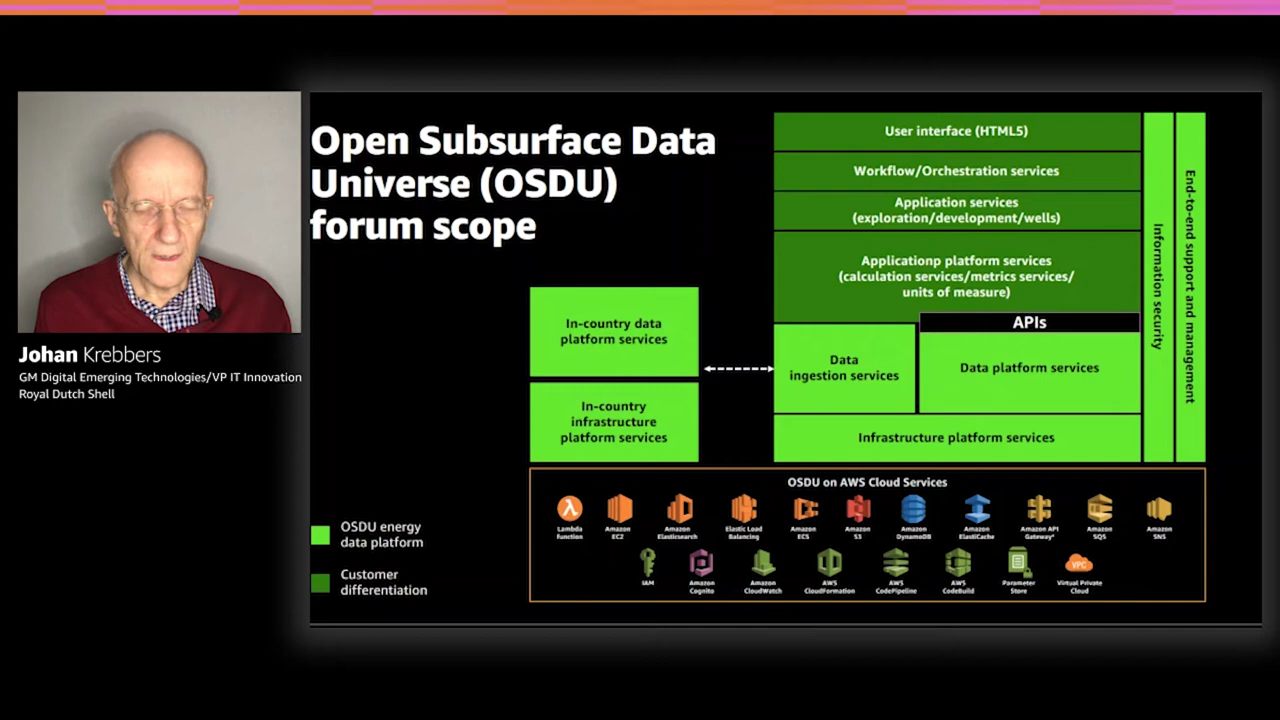 Open Subsurface Data
Universe (OSDU)
forum scope
Johan Krebbers
GM Digital Emerging Technologies/VP IT Innovation
Royal Dutch Shell
User interface (HTML5)
Workflow/Orchestration services
Application services
(exploration/development/wells)
Applicationp platform services
(calculation services/metrics services/
units of measure)
APIs
Data
ingestion services
Data platform services
Infrastructure platform services
Information security
End-to-end support and management
In-country data
platform services
In-country
infrastructure
platform services
OSDU energy
data platform
Customer
differentiation
OSDU on AWS Cloud Services
Lambda
function
Amazon
EC2
Amazon
Elasticsearch
Elastic Load
Balancing
Amazon
ECS
Amazon
S3
Amazon
DynamoDB
Amazon
ElastiCache
Amazon API
Gateway*
Amazon
SQS
Amazon
SNS
IAM
Amazon
Cognito
Amazon
CloudWatch
AWS
CloudFormation
AWS
CodePipeline
AWS
CodeBuild
Parameter
Store
VPC
Virtual Private
Cloud